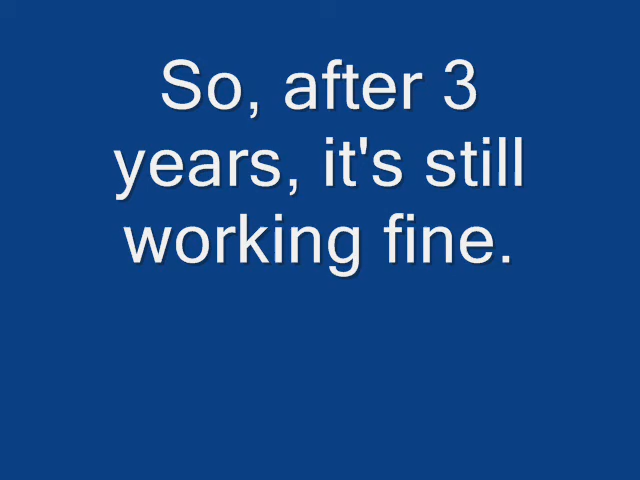 So, after 3
years, it's still
working fine.